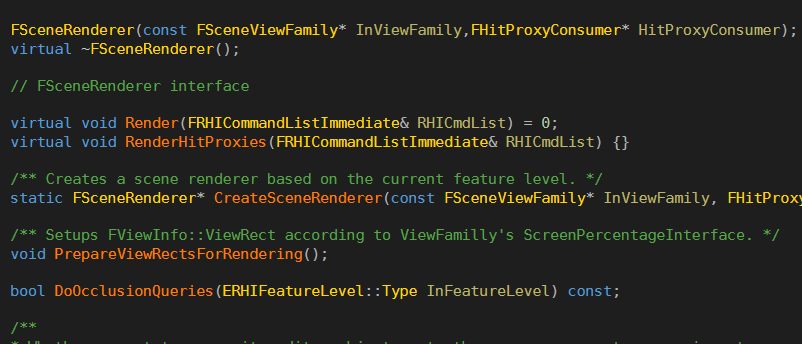 FSceneRenderer(const FSceneViewFamily* InViewFamily,FHitProxyConsumer* HitProxyConsumer);
virtual ~FSceneRenderer();
// FSceneRenderer interface
virtual void Render(FRHICommandListImmediate& RHICmdList) = 0;
virtual void RenderHitProxies(FRHICommandListImmediate& RHICmdList) {}
/** Creates a scene renderer based on the current feature level. */
static FSceneRenderer* CreateSceneRenderer(const FSceneViewFamily* InViewFamily, FHitProxy
/** Setups FViewInfo::ViewRect according to ViewFamilly's ScreenPercentageInterface. */
void PrepareViewRectsForRendering();
bool DoOcclusionQueries(ERHIFeatureLevel::Type InFeatureLevel) const;
/**